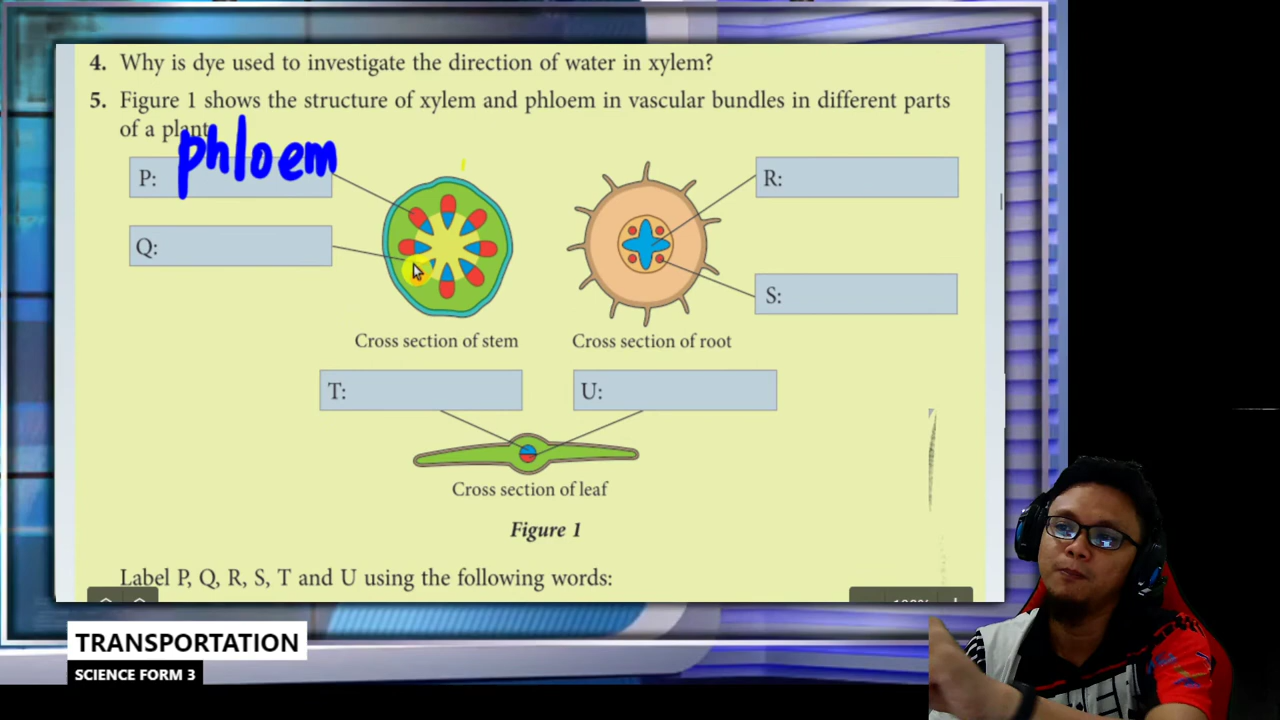 4. Why is dye used to investigate the direction of water in xylem?
5. Figure 1 shows the structure of xylem and phloem in vascular bundles in different parts
of a plant
P: phloem
R:
Q:
S:
Cross section of stem
Cross section of root
T:
U:
Cross section of leaf
Figure 1
Label P, Q, R, S, T and U using the following words:
TRANSPORTATION
SCIENCE FORM 3